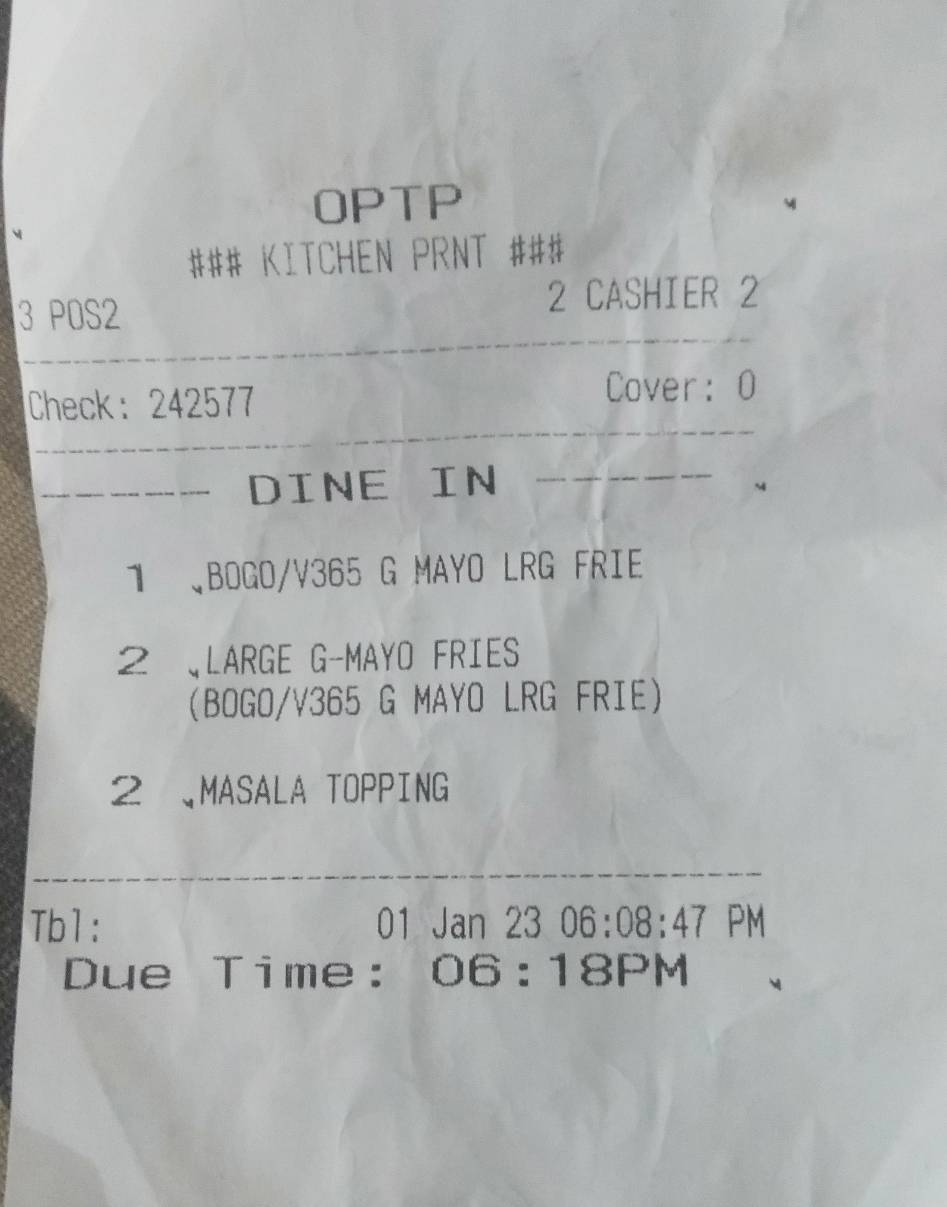 OPTP
### KITCHEN PRNT ###
3 POS2 2 CASHIER 2
Check: 242577 Cover: 0
------ DINE IN ------
1 BOGO/V365 G MAYO LRG FRIE
2 LARGE G-MAYO FRIES
(BOGO/V365 G MAYO LRG FRIE)
2 MASALA TOPPING
Tbl: 01 Jan 23 06:08:47 PM
Due Time: 06:18PM